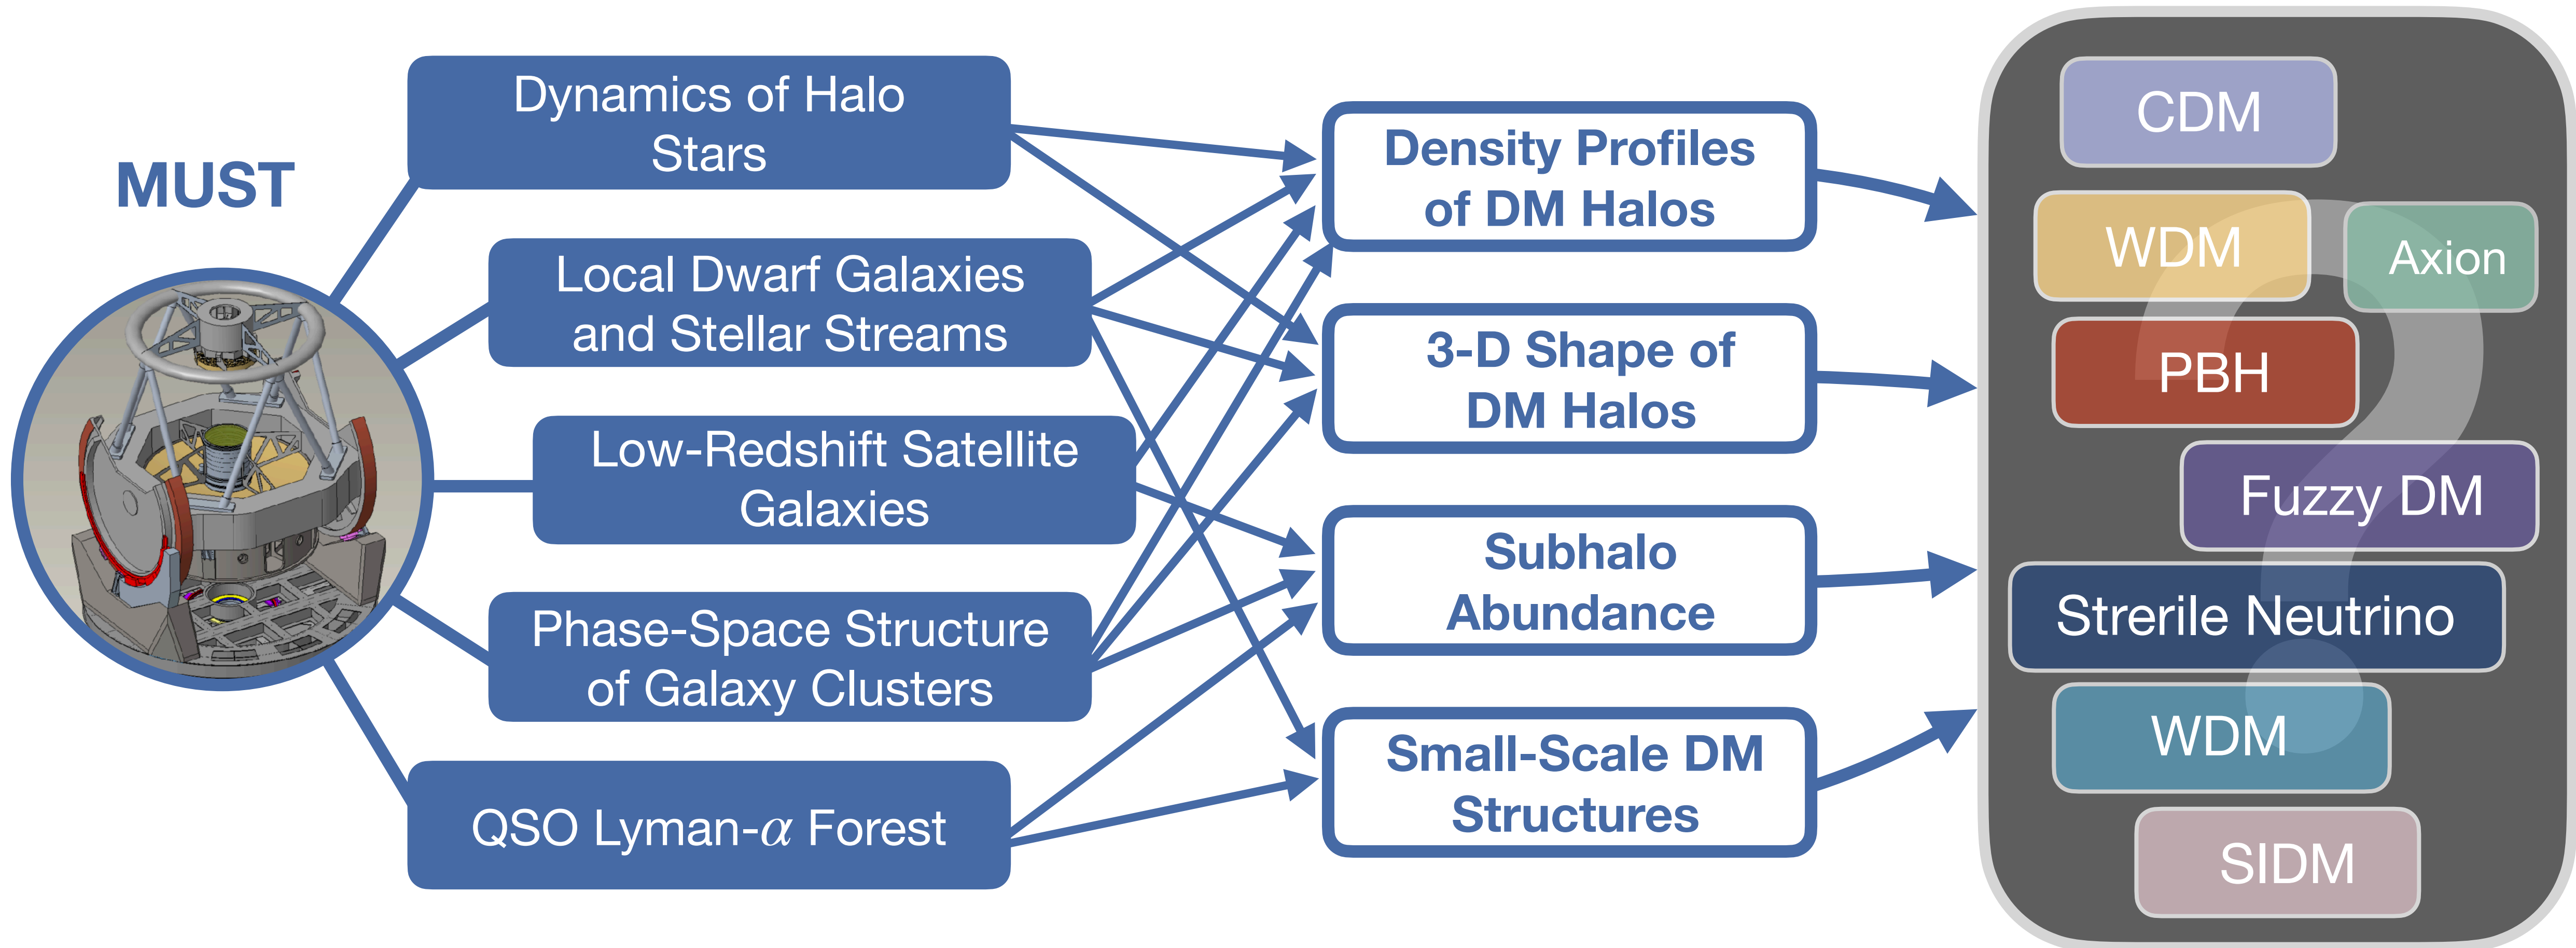 MUST
Dynamics of Halo
Stars
Local Dwarf Galaxies
and Stellar Streams
Low-Redshift Satellite
Galaxies
Phase-Space Structure
of Galaxy Clusters
QSO Lyman-α Forest
Density Profiles
of DM Halos
3-D Shape of
DM Halos
Subhalo
Abundance
Small-Scale DM
Structures
?
CDM
WDM
Axion
PBH
Fuzzy DM
Strerile Neutrino
WDM
SIDM